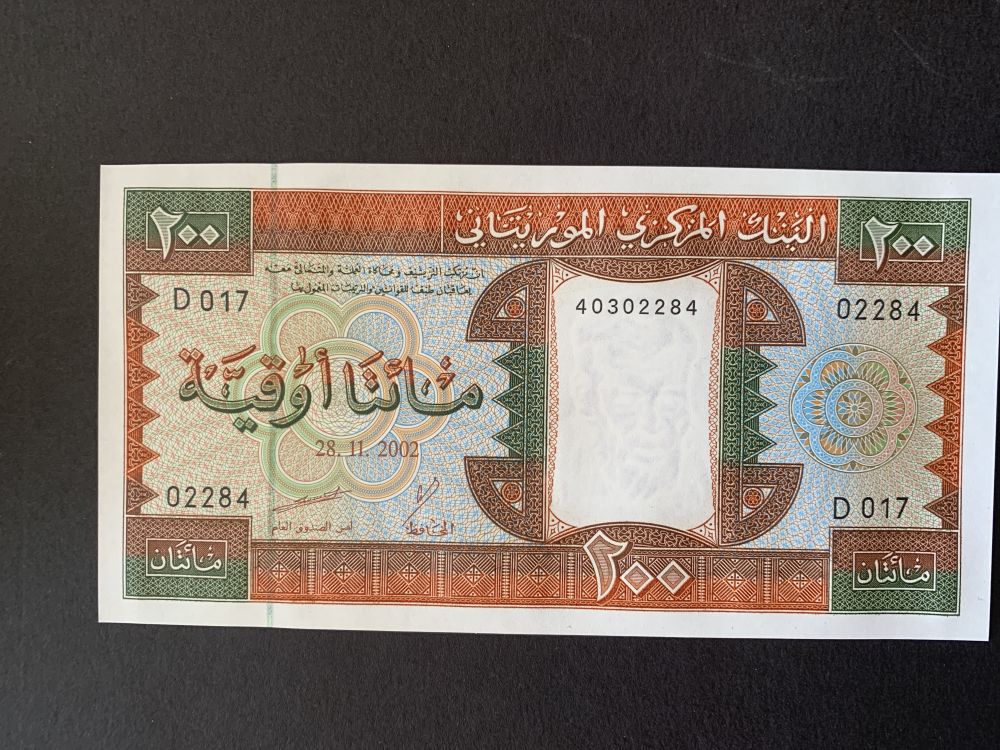 البنك المركزي الموريتاني
٢٠٠
٢٠٠
D 017
40302284
02284
مائتا أوقية
28.11.2002
02284
D 017
المحافظ
أمين الصندوق العام
مائتان
٢٠٠
مائتان